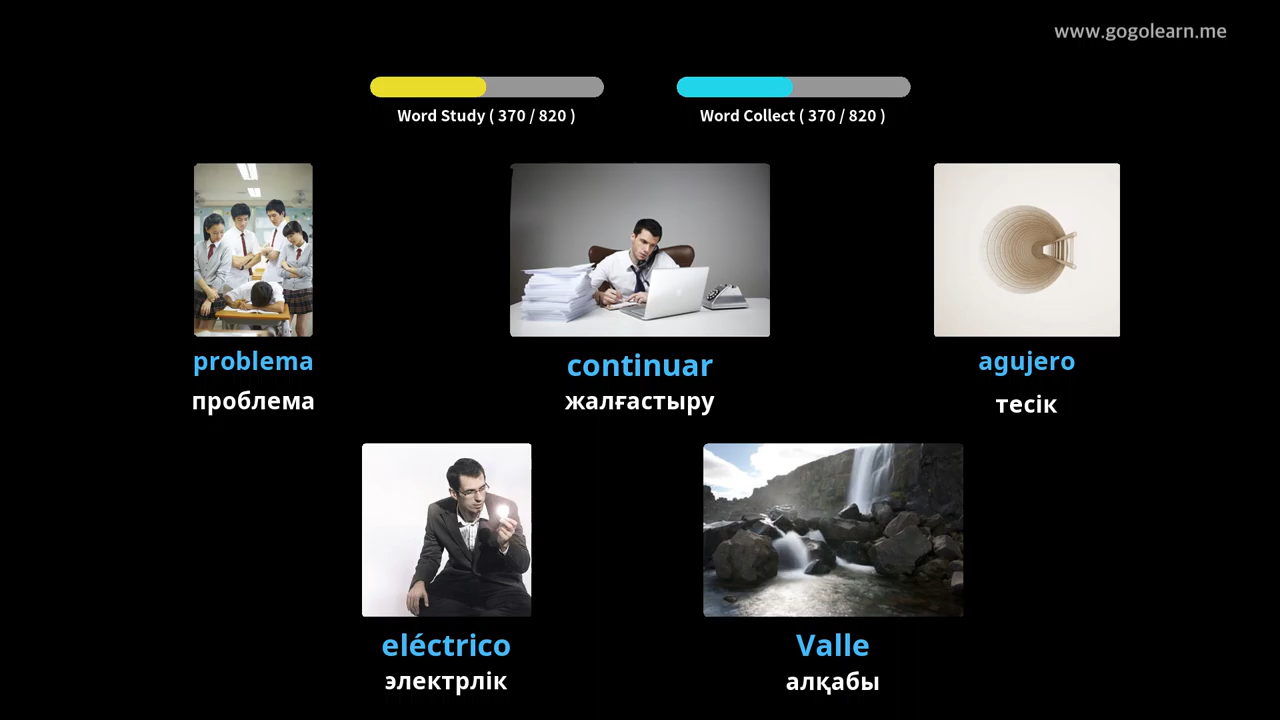 www.gogolearn.me
Word Study ( 370 / 820 )
Word Collect ( 370 / 820 )
problema
проблема
continuar
жалғастыру
agujero
тесік
eléctrico
электрлік
Valle
алқабы